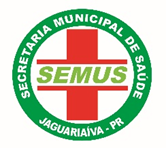 SECRETARIA MUNICIPAL DE SAÚDE
SEMUS
JAGUARIAÍVA - PR